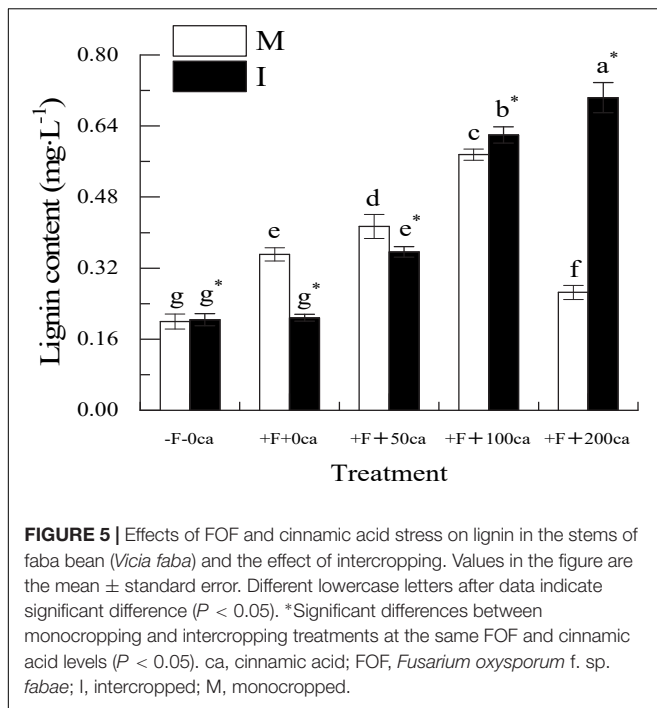 M
I
0.80
0.64
0.48
0.32
0.16
0.00
Lignin content (mg·L⁻¹)
g g* e g* d e* c b* f a*
-F-0ca +F+0ca +F+50ca +F+100ca +F+200ca
Treatment
FIGURE 5 | Effects of FOF and cinnamic acid stress on lignin in the stems of
faba bean (Vicia faba) and the effect of intercropping. Values in the figure are
the mean ± standard error. Different lowercase letters after data indicate
significant difference (P < 0.05). *Significant differences between
monocropping and intercropping treatments at the same FOF and cinnamic
acid levels (P < 0.05). ca, cinnamic acid; FOF, Fusarium oxysporum f. sp.
fabae; I, intercropped; M, monocropped.